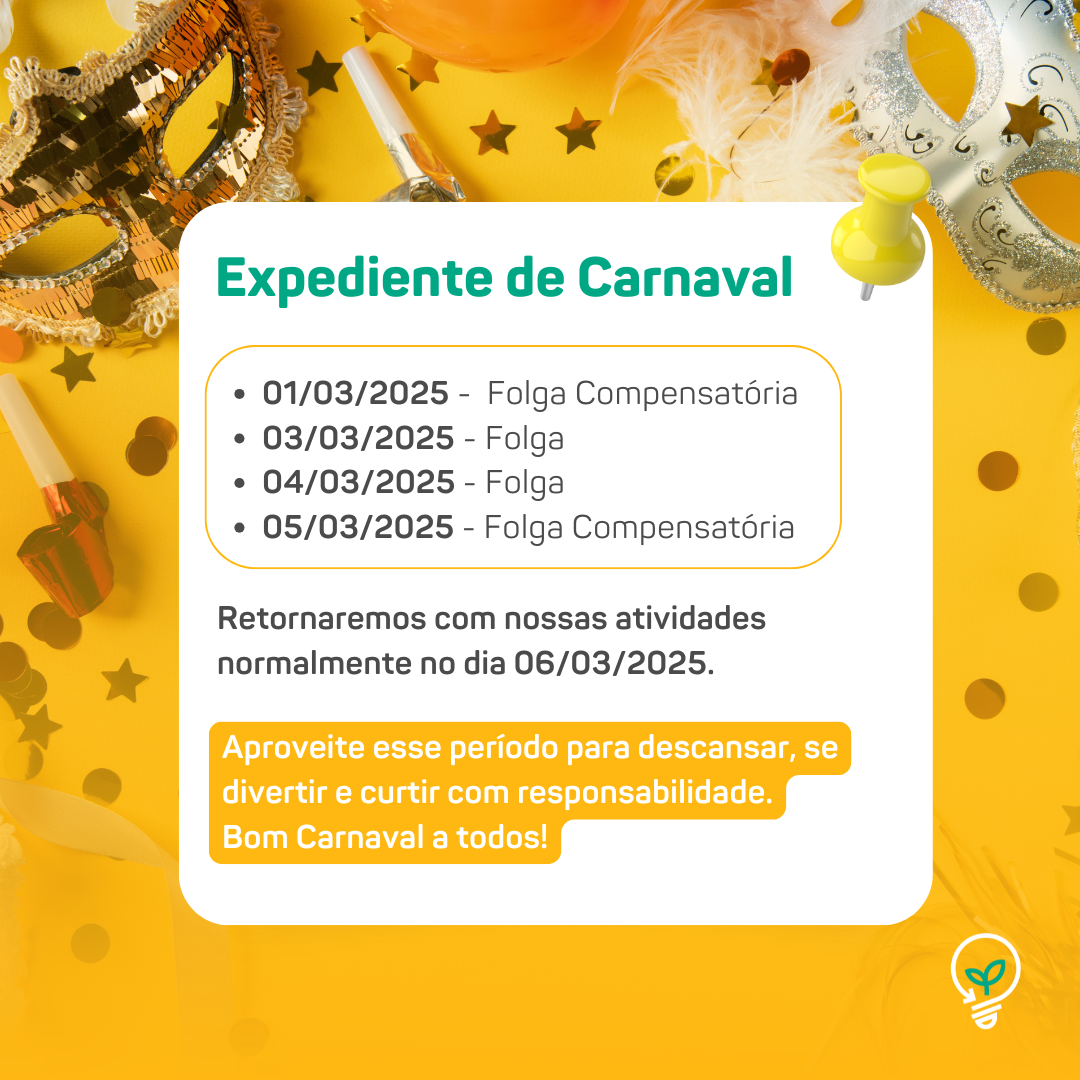 Expediente de Carnaval
• 01/03/2025 - Folga Compensatória
• 03/03/2025 - Folga
• 04/03/2025 - Folga
• 05/03/2025 - Folga Compensatória
Retornaremos com nossas atividades
normalmente no dia 06/03/2025.
Aproveite esse período para descansar, se
divertir e curtir com responsabilidade.
Bom Carnaval a todos!